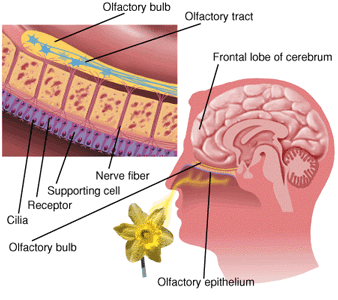 Olfactory bulb
Olfactory tract
Frontal lobe of cerebrum
Nerve fiber
Supporting cell
Receptor
Cilia
Olfactory bulb
Olfactory epithelium